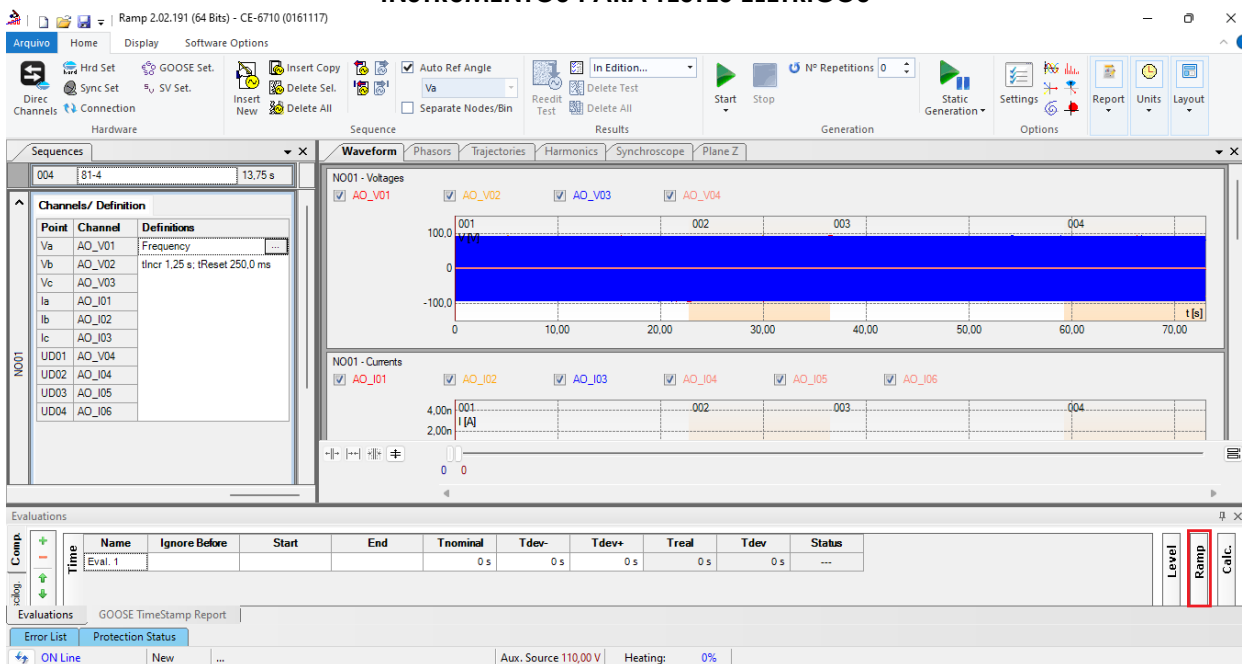 INSTRUMENTOS PARA TESTES ELÉTRICOS
Ramp 2.02.191 (64 Bits) - CE-6710 (0161117)
Arquivo Home Display Software Options
Direc Channels
Hrd Set
Sync Set
Connection
GOOSE Set.
SV Set.
Hardware
Insert New
Insert Copy
Delete Sel.
Delete All
Auto Ref Angle
Va
Separate Nodes/Bin
Sequence
Reedit Test
In Edition...
Delete Test
Delete All
Results
Start
Stop
Nº Repetitions 0
Static Generation
Generation
Settings
Options
Report
Units
Layout
Sequences
004 81-4 13,75 s
NO01
Channels/ Definition
Point Channel Definitions
Va AO_V01 Frequency ...
Vb AO_V02 tIncr 1,25 s; tReset 250,0 ms
Vc AO_V03
Ia AO_I01
Ib AO_I02
Ic AO_I03
UD01 AO_V04
UD02 AO_I04
UD03 AO_I05
UD04 AO_I06
Waveform Phasors Trajectories Harmonics Synchroscope Plane Z
NO01 - Voltages
AO_V01 AO_V02 AO_V03 AO_V04
001 002 003 004
100,0
0
-100,0
t [s]
0 10,00 20,00 30,00 40,00 50,00 60,00 70,00
NO01 - Currents
AO_I01 AO_I02 AO_I03 AO_I04 AO_I05 AO_I06
001 002 003 004
4,00n
I [A]
2,00n
0 0
Evaluations
Comp.
Time
Name Ignore Before Start End Tnominal Tdev- Tdev+ Treal Tdev Status
Eval. 1 0 s 0 s 0 s 0 s 0 s ---
Level
Ramp
Calc.
Evaluations GOOSE TimeStamp Report
Error List Protection Status
ON Line New ... Aux. Source 110,00 V Heating: 0%